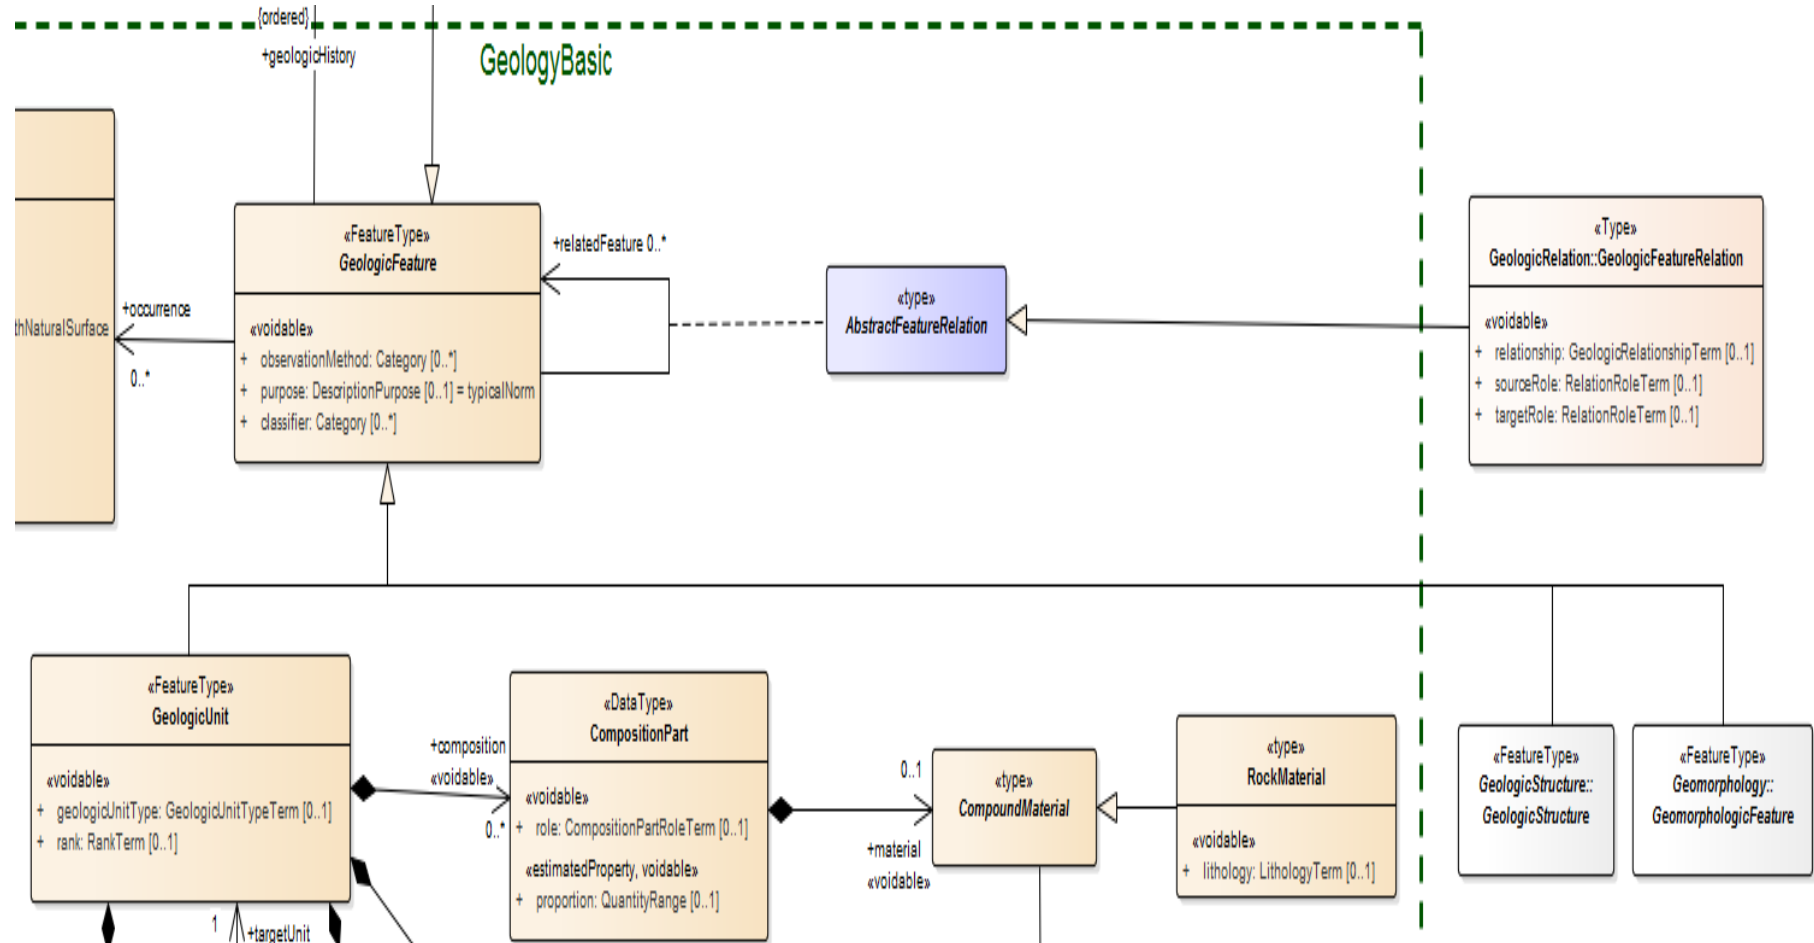 {ordered}
+geologicHistory
GeologyBasic
«FeatureType»
GeologicFeature
«voidable»
+ observationMethod: Category [0..*]
+ purpose: DescriptionPurpose [0..1] = typicalNorm
+ classifier: Category [0..*]
+relatedFeature 0..*
«type»
AbstractFeatureRelation
«Type»
GeologicRelation::GeologicFeatureRelation
«voidable»
+ relationship: GeologicRelationshipTerm [0..1]
+ sourceRole: RelationRoleTerm [0..1]
+ targetRole: RelationRoleTerm [0..1]
thNaturalSurface
+occurrence
0..*
«FeatureType»
GeologicUnit
«voidable»
+ geologicUnitType: GeologicUnitTypeTerm [0..1]
+ rank: RankTerm [0..1]
+composition
«voidable»
0..*
«DataType»
CompositionPart
«voidable»
+ role: CompositionPartRoleTerm [0..1]
«estimatedProperty, voidable»
+ proportion: QuantityRange [0..1]
0..1
+material
«voidable»
«type»
CompoundMaterial
«type»
RockMaterial
«voidable»
+ lithology: LithologyTerm [0..1]
«FeatureType»
GeologicStructure::
GeologicStructure
«FeatureType»
Geomorphology::
GeomorphologicFeature
1
+targetUnit